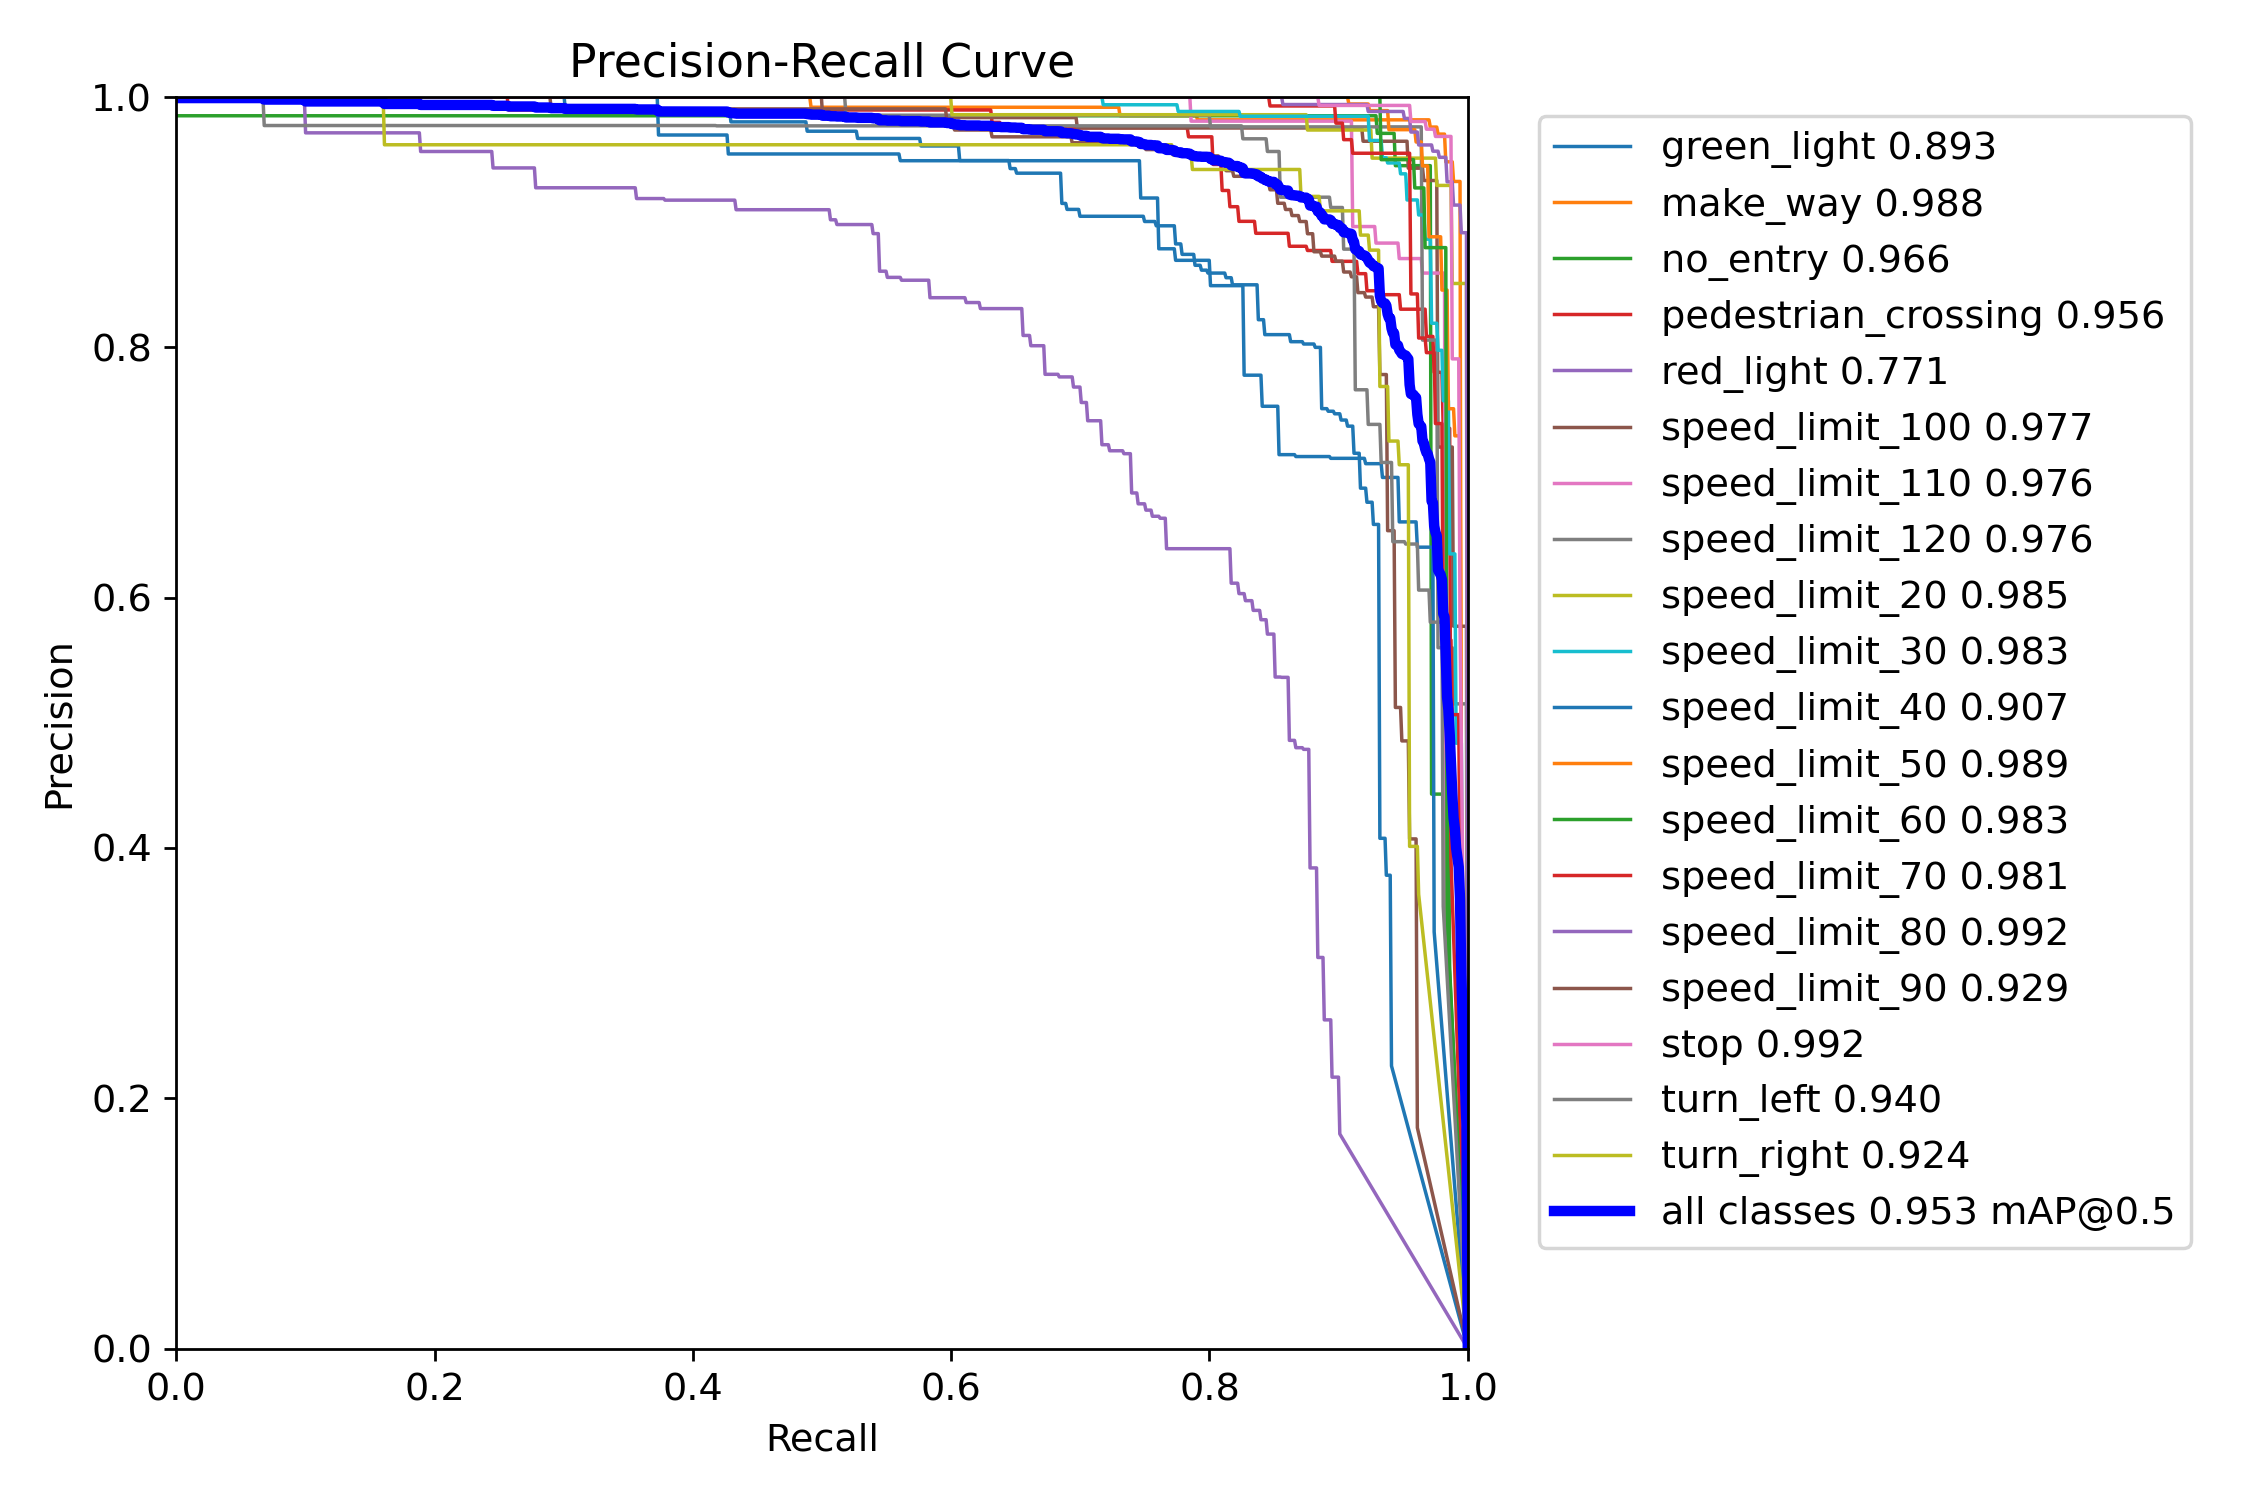 Precision-Recall Curve
1.0
0.8
0.6
0.4
0.2
0.0
Precision
0.0 0.2 0.4 0.6 0.8 1.0
Recall
green_light 0.893
make_way 0.988
no_entry 0.966
pedestrian_crossing 0.956
red_light 0.771
speed_limit_100 0.977
speed_limit_110 0.976
speed_limit_120 0.976
speed_limit_20 0.985
speed_limit_30 0.983
speed_limit_40 0.907
speed_limit_50 0.989
speed_limit_60 0.983
speed_limit_70 0.981
speed_limit_80 0.992
speed_limit_90 0.929
stop 0.992
turn_left 0.940
turn_right 0.924
all classes 0.953 mAP@0.5